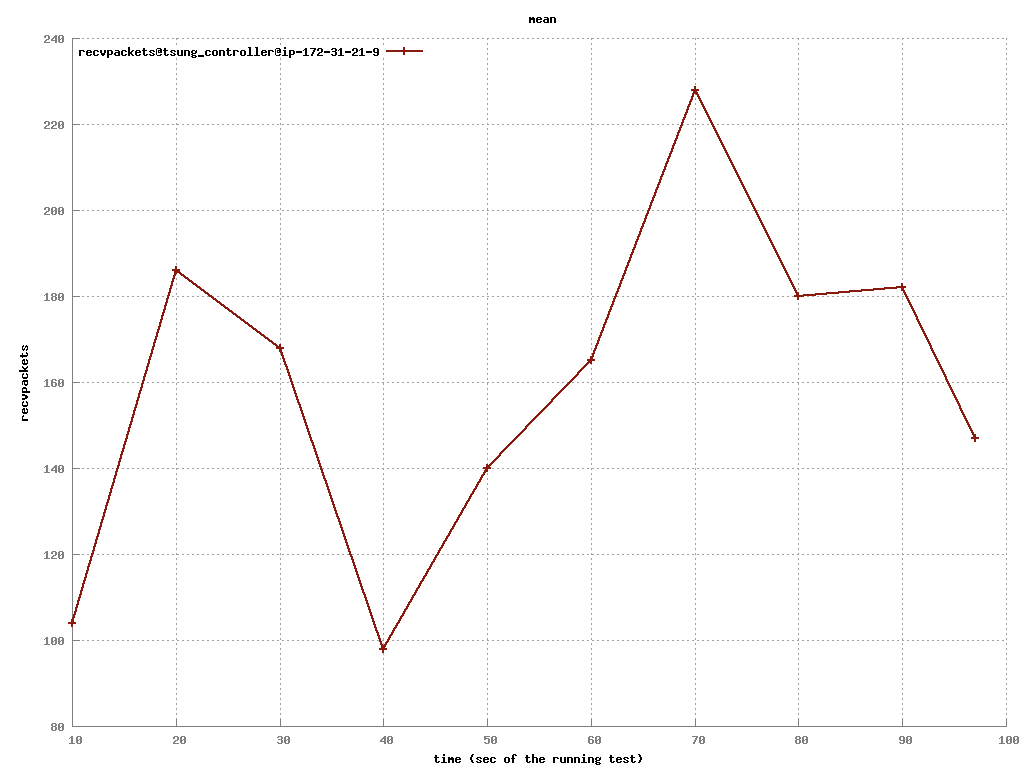 mean
240
recvpackets@tsung_controller@ip-172-31-21-9
220
200
180
160
140
120
100
80
recvpackets
10 20 30 40 50 60 70 80 90 100
time (sec of the running test)